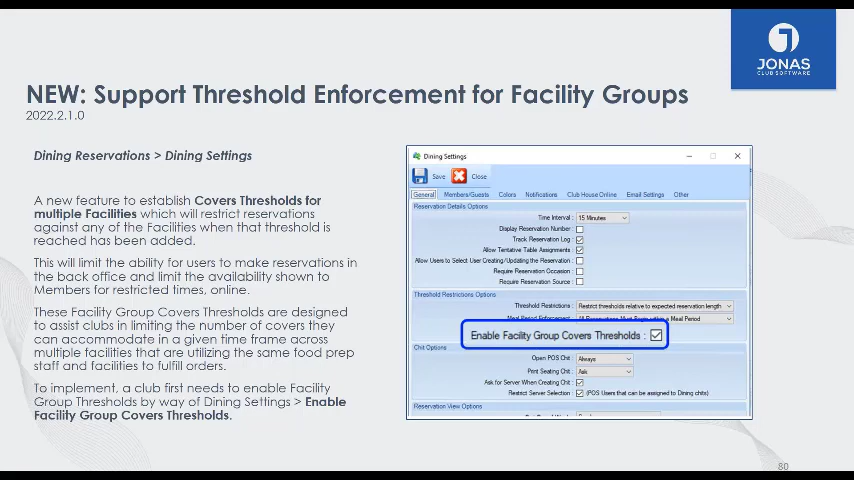 JONAS
CLUB SOFTWARE
NEW: Support Threshold Enforcement for Facility Groups
2022.2.1.0
Dining Reservations > Dining Settings
A new feature to establish Covers Thresholds for
multiple Facilities which will restrict reservations
against any of the Facilities when that threshold is
reached has been added.
This will limit the ability for users to make reservations in
the back office and limit the availability shown to
Members for restricted times, online.
These Facility Group Covers Thresholds are designed
to assist clubs in limiting the number of covers they
can accommodate in a given time frame across
multiple facilities that are utilizing the same food prep
staff and facilities to fulfill orders.
To implement, a club first needs to enable Facility
Group Thresholds by way of Dining Settings > Enable
Facility Group Covers Thresholds.
Dining Settings
Save Close
General Members/Guests Colors Notifications Club House Online Email Settings Other
Reservation Details Options
Time Interval : 15 Minutes
Display Reservation Number :
Track Reservation Log :
Allow Tentative Table Assignments :
Allow Users to Select User Creating/Updating the Reservation :
Require Reservation Occasion :
Require Reservation Source :
Threshold Restrictions Options
Threshold Restrictions : Restrict thresholds relative to expected reservation length
Meal Period Enforcement : All Reservations Must Begin within a Meal Period
Enable Facility Group Covers Thresholds :
Chit Options
Open POS Chit : Always
Print Seating Chit : Ask
Ask for Server When Creating Chit :
Restrict Server Selection : (POS Users that can be assigned to Dining chits)
Reservation View Options
80